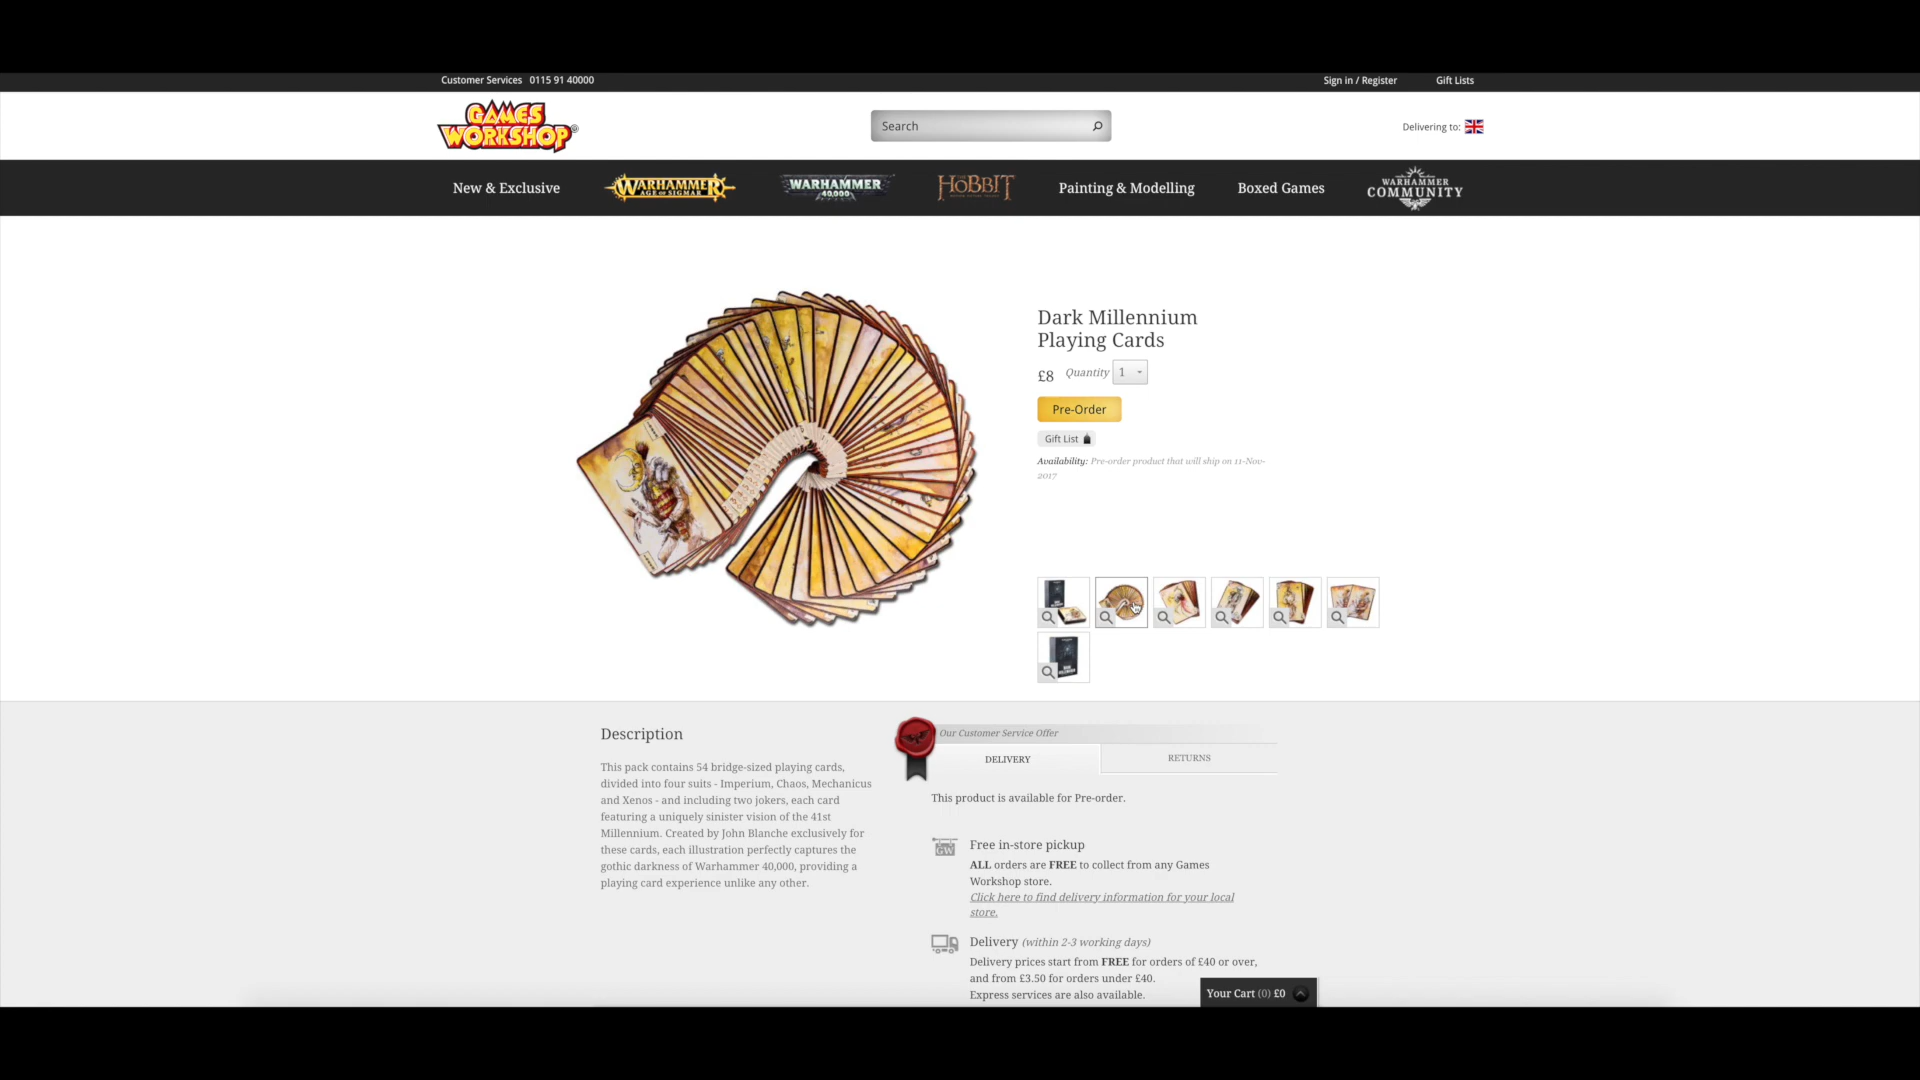 Customer Services 0115 91 40000
Sign in / Register
Gift Lists
GAMES
WORKSHOP
Search
Delivering to:
New & Exclusive
WARHAMMER
AGE OF SIGMAR
WARHAMMER
40,000
THE
HOBBIT
Painting & Modelling
Boxed Games
WARHAMMER
COMMUNITY
Dark Millennium
Playing Cards
£8 Quantity 1
Pre-Order
Gift List
Availability: Pre-order product that will ship on 11-Nov-
2017
Description
This pack contains 54 bridge-sized playing cards,
divided into four suits - Imperium, Chaos, Mechanicus
and Xenos - and including two jokers, each card
featuring a uniquely sinister vision of the 41st
Millennium. Created by John Blanche exclusively for
these cards, each illustration perfectly captures the
gothic darkness of Warhammer 40,000, providing a
playing card experience unlike any other.
Our Customer Service Offer
DELIVERY
RETURNS
This product is available for Pre-order.
GW
Free in-store pickup
ALL orders are FREE to collect from any Games
Workshop store.
Click here to find delivery information for your local
store.
Delivery (within 2-3 working days)
Delivery prices start from FREE for orders of £40 or over,
and from £3.50 for orders under £40.
Express services are also available.
Your Cart (0) £0